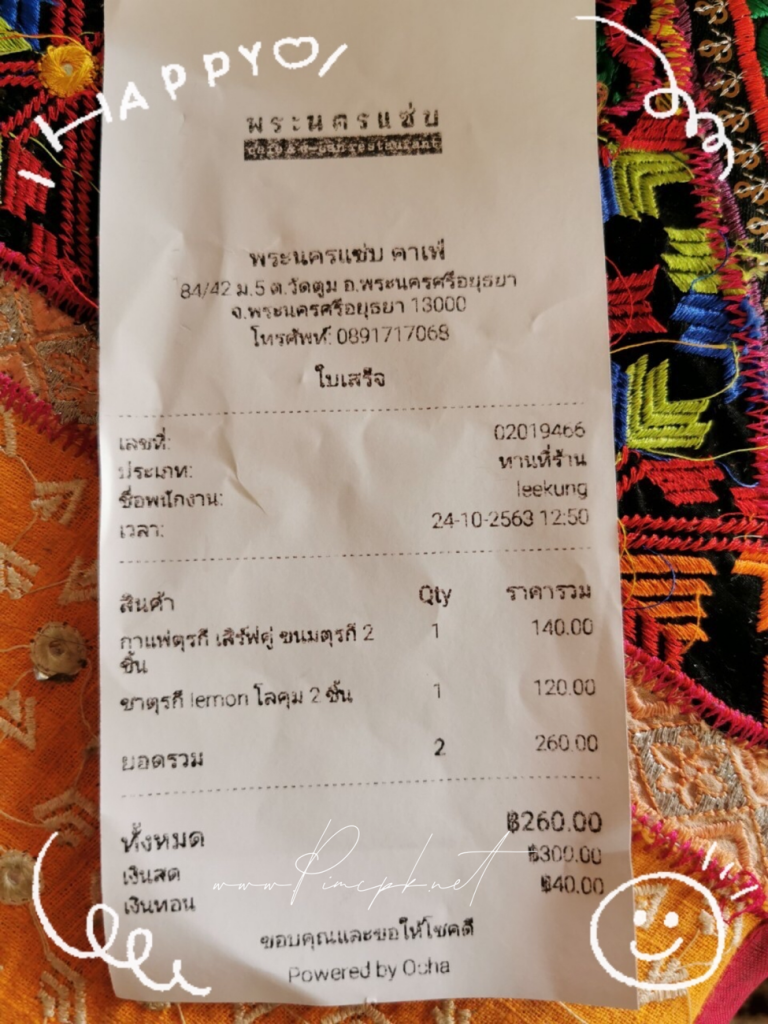 HAPPY
พระนครแซ่บ
cafe & e-san restaurant
พระนครแซ่บ คาเฟ่
84/42 ม.5 ต.วัดตูม อ.พระนครศรีอยุธยา
จ.พระนครศรีอยุธยา 13000
โทรศัพท์: 0891717068
ใบเสร็จ
เลขที่: 02019466
ประเภท: ทานที่ร้าน
ชื่อพนักงาน: leekung
เวลา: 24-10-2563 12:50
สินค้า Qty ราคารวม
กาแฟตุรกี เสิร์ฟคู่ ขนมตุรกี 2 1 140.00
ชิ้น
ชาตุรกี lemon โลคุม 2 ชิ้น 1 120.00
ยอดรวม 2 260.00
ทั้งหมด ฿260.00
เงินสด ฿300.00
เงินทอน ฿40.00
www.Pimcpk.net
ขอบคุณและขอให้โชคดี
Powered by Ocha